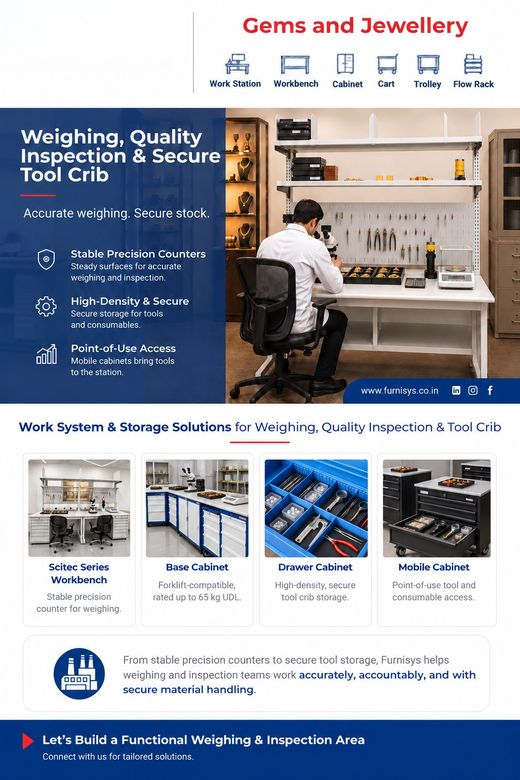 Gems and Jewellery
Work Station
Workbench
Cabinet
Cart
Trolley
Flow Rack
Weighing, Quality
Inspection & Secure
Tool Crib
Accurate weighing. Secure stock.
Stable Precision Counters
Steady surfaces for accurate
weighing and inspection.
High-Density & Secure
Secure storage for tools
and consumables.
Point-of-Use Access
Mobile cabinets bring tools
to the station.
www.furnisys.co.in
Work System & Storage Solutions for Weighing, Quality Inspection & Tool Crib
Scitec Series
Workbench
Stable precision
counter for weighing.
Base Cabinet
Forklift-compatible,
rated up to 65 kg UDL.
Drawer Cabinet
High-density, secure
tool crib storage.
Mobile Cabinet
Point-of-use tool and
consumable access.
From stable precision counters to secure tool storage, Furnisys helps
weighing and inspection teams work accurately, accountably, and with
secure material handling.
Let's Build a Functional Weighing & Inspection Area
Connect with us for tailored solutions.